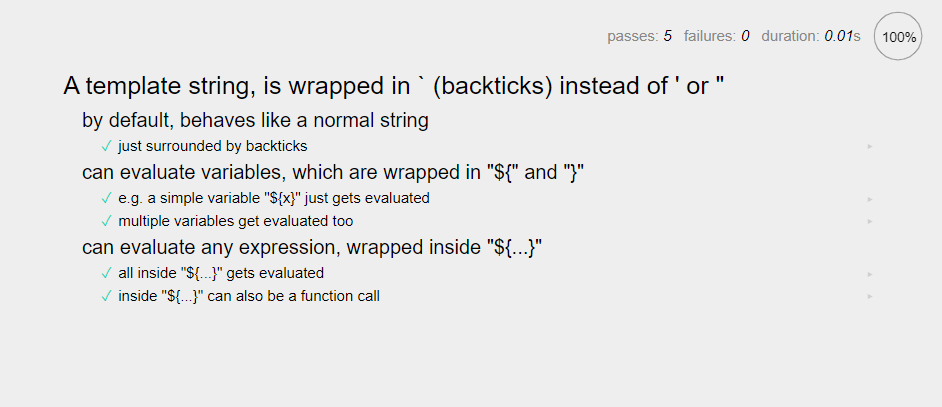 passes: 5 failures: 0 duration: 0.01s 100%
A template string, is wrapped in ` (backticks) instead of ' or "
by default, behaves like a normal string
✓ just surrounded by backticks
can evaluate variables, which are wrapped in "${" and "}"
✓ e.g. a simple variable "${x}" just gets evaluated
✓ multiple variables get evaluated too
can evaluate any expression, wrapped inside "${...}"
✓ all inside "${...}" gets evaluated
✓ inside "${...}" can also be a function call